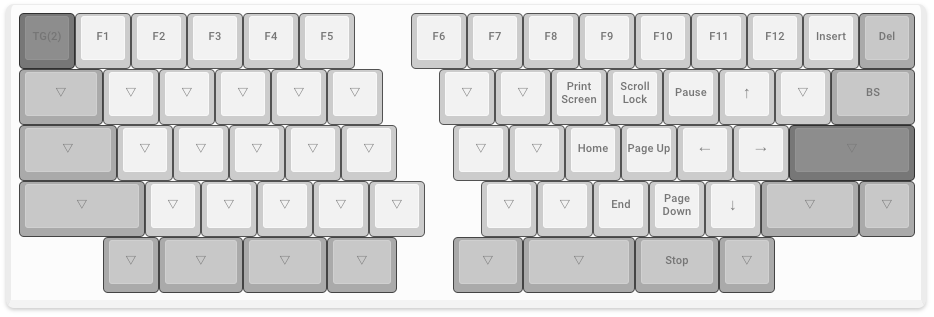 TG(2) F1 F2 F3 F4 F5 F6 F7 F8 F9 F10 F11 F12 Insert Del
▽ ▽ ▽ ▽ ▽ ▽ ▽ ▽ Print Screen Scroll Lock Pause ↑ ▽ BS
▽ ▽ ▽ ▽ ▽ ▽ ▽ ▽ Home Page Up ← → ▽
▽ ▽ ▽ ▽ ▽ ▽ ▽ ▽ End Page Down ↓ ▽ ▽
▽ ▽ ▽ ▽ ▽ ▽ Stop ▽